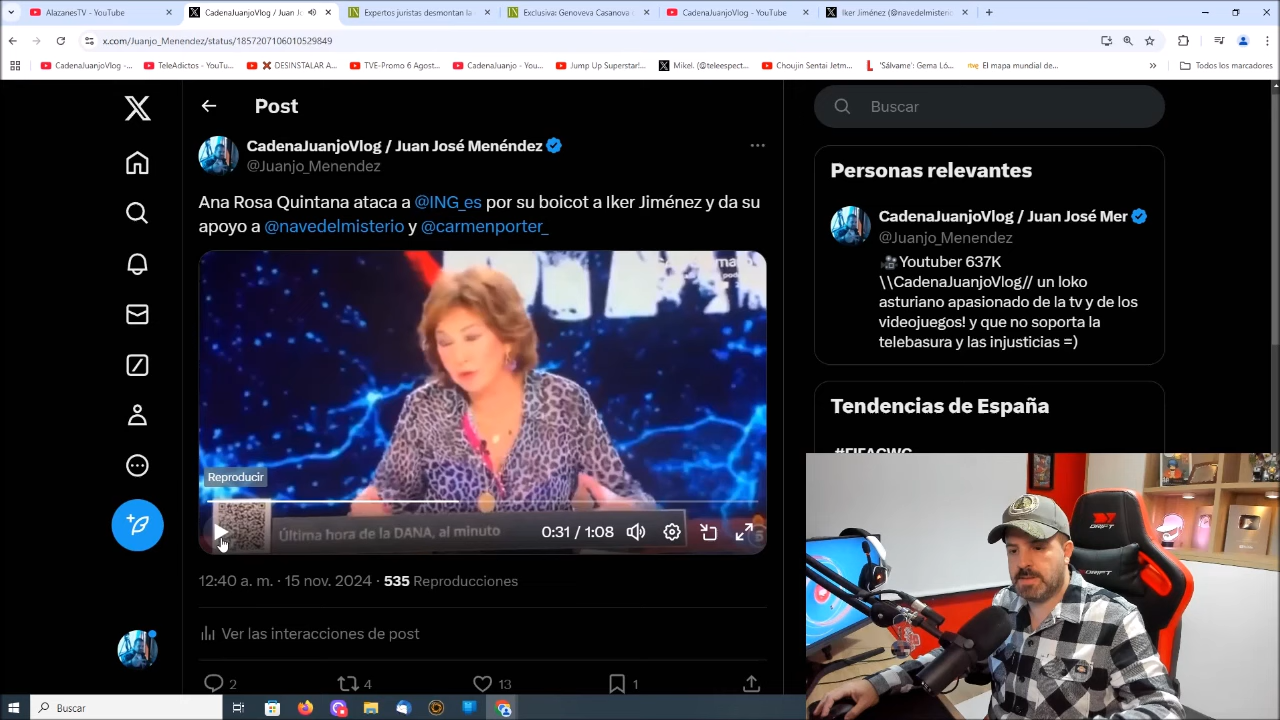 AlazanesTV - YouTube
CadenaJuanjoVlog / Juan J
Expertos juristas desmontan la
Exclusiva: Genoveva Casanova
CadenaJuanjoVlog - YouTube
Iker Jiménez (@navedelmisterio
x.com/Juanjo_Menendez/status/1857207106010529849
CadenaJuanjoVlog -...
TeleAdictos - YouTu...
DESINSTALAR A...
TVE-Promo 6 Agost...
CadenaJuanjo - You...
Jump Up Superstar!...
Mikel. (@teleespect...
Choujin Sentai Jetm...
'Sálvame': Gema Ló...
El mapa mundial de...
Todos los marcadores
Post
Buscar
CadenaJuanjoVlog / Juan José Menéndez
@Juanjo_Menendez
Ana Rosa Quintana ataca a @ING_es por su boicot a Iker Jiménez y da su
apoyo a @navedelmisterio y @carmenporter_
Reproducir
Última hora de la DANA, al minuto
0:31 / 1:08
12:40 a. m. · 15 nov. 2024 · 535 Reproducciones
Ver las interacciones de post
2
4
13
1
Personas relevantes
CadenaJuanjoVlog / Juan José Mer
@Juanjo_Menendez
Youtuber 637K
\\CadenaJuanjoVlog// un loko
asturiano apasionado de la tv y de los
videojuegos! y que no soporta la
telebasura y las injusticias =)
Tendencias de España
#FIFACWC
DRIFT
DRIFT
Buscar